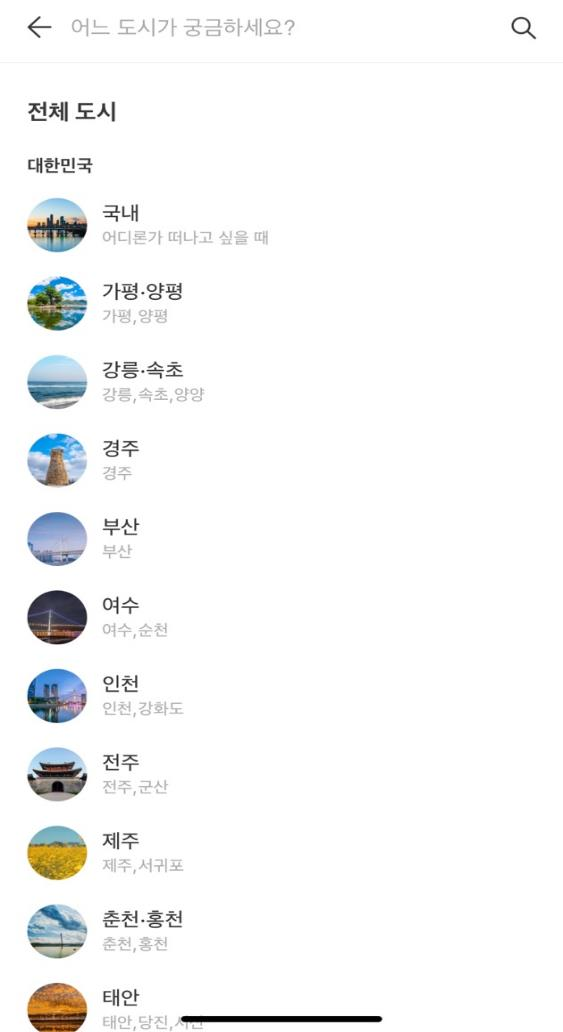 어느 도시가 궁금하세요?
전체 도시
대한민국
국내
어디론가 떠나고 싶을 때
가평·양평
가평,양평
강릉·속초
강릉,속초,양양
경주
경주
부산
부산
여수
여수,순천
인천
인천,강화도
전주
전주,군산
제주
제주,서귀포
춘천·홍천
춘천,홍천
태안
태안,당진,